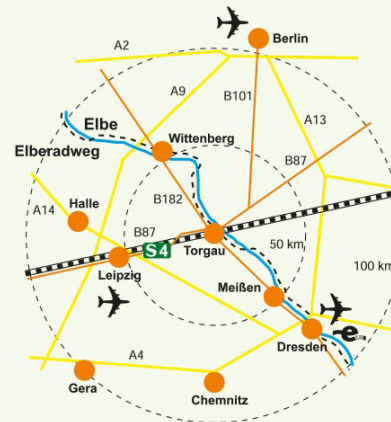 Berlin
A2
A9
B101
A13
Elbe
Elberadweg
Wittenberg
B87
Halle
B182
A14
B87
S4
Torgau
50 km
Leipzig
100 km
Meißen
e
Dresden
A4
Gera
Chemnitz